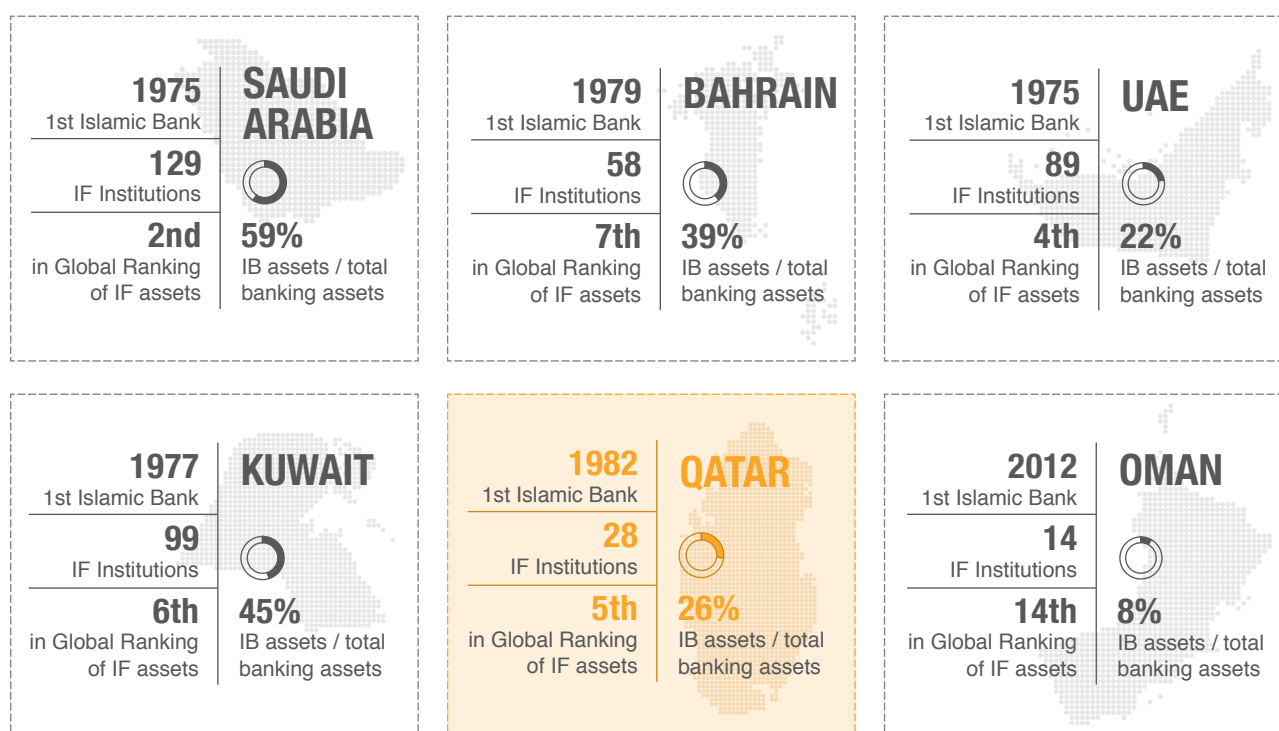 1975
1st Islamic Bank
129
IF Institutions
2nd
in Global Ranking
of IF assets
SAUDI
ARABIA
59%
IB assets / total
banking assets
1979
1st Islamic Bank
58
IF Institutions
7th
in Global Ranking
of IF assets
BAHRAIN
39%
IB assets / total
banking assets
1975
1st Islamic Bank
89
IF Institutions
4th
in Global Ranking
of IF assets
UAE
22%
IB assets / total
banking assets
1977
1st Islamic Bank
99
IF Institutions
6th
in Global Ranking
of IF assets
KUWAIT
45%
IB assets / total
banking assets
1982
1st Islamic Bank
28
IF Institutions
5th
in Global Ranking
of IF assets
QATAR
26%
IB assets / total
banking assets
2012
1st Islamic Bank
14
IF Institutions
14th
in Global Ranking
of IF assets
OMAN
8%
IB assets / total
banking assets